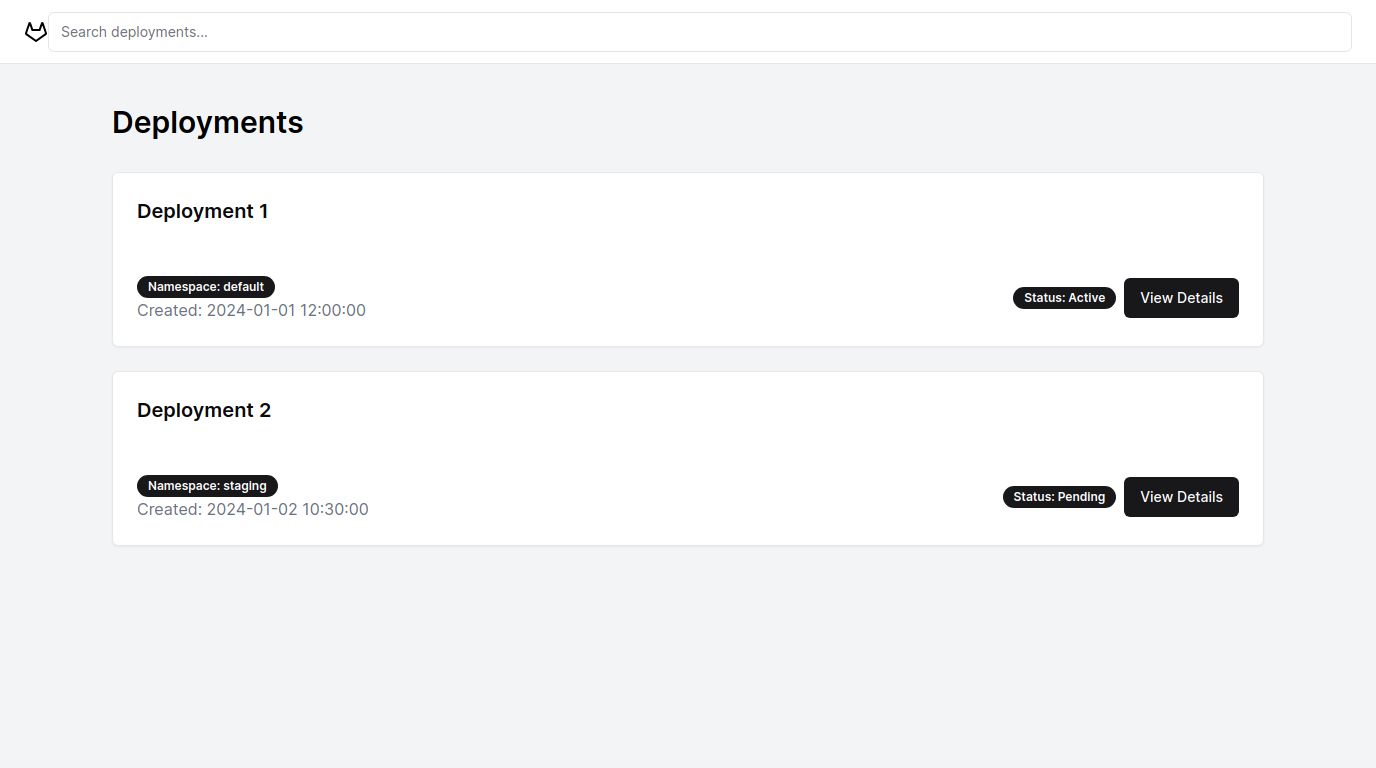 Search deployments...
Deployments
Deployment 1
Namespace: default
Created: 2024-01-01 12:00:00
Status: Active
View Details
Deployment 2
Namespace: staging
Created: 2024-01-02 10:30:00
Status: Pending
View Details